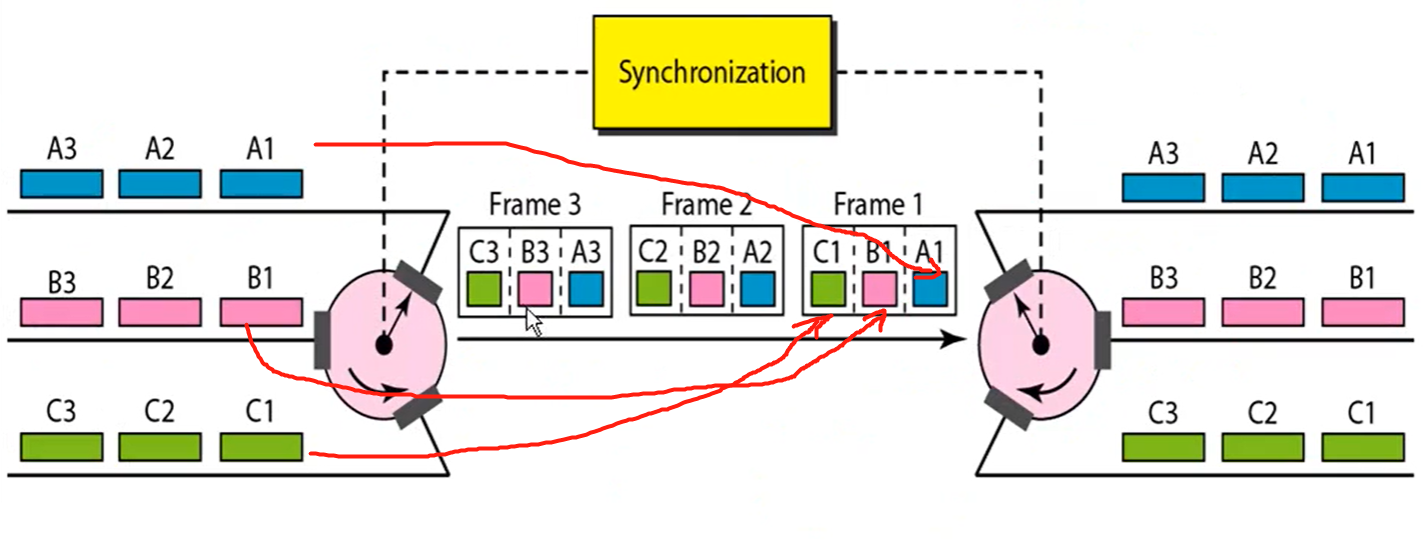 Synchronization
A3 A2 A1
A3 A2 A1
Frame 3 Frame 2 Frame 1
C3 B3 A3
C2 B2 A2
C1 B1 A1
B3 B2 B1
B3 B2 B1
C3 C2 C1
C3 C2 C1